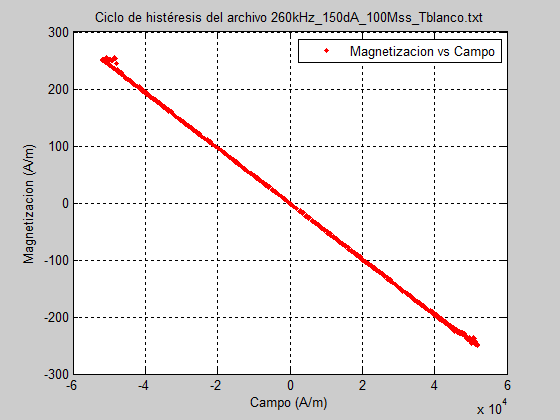 Ciclo de histéresis del archivo 260kHz_150dA_100Mss_Tblanco.txt
300
Magnetizacion vs Campo
200
100
0
-100
-200
-300
Magnetizacion (A/m)
-6 -4 -2 0 2 4 6
Campo (A/m)
x 10^4